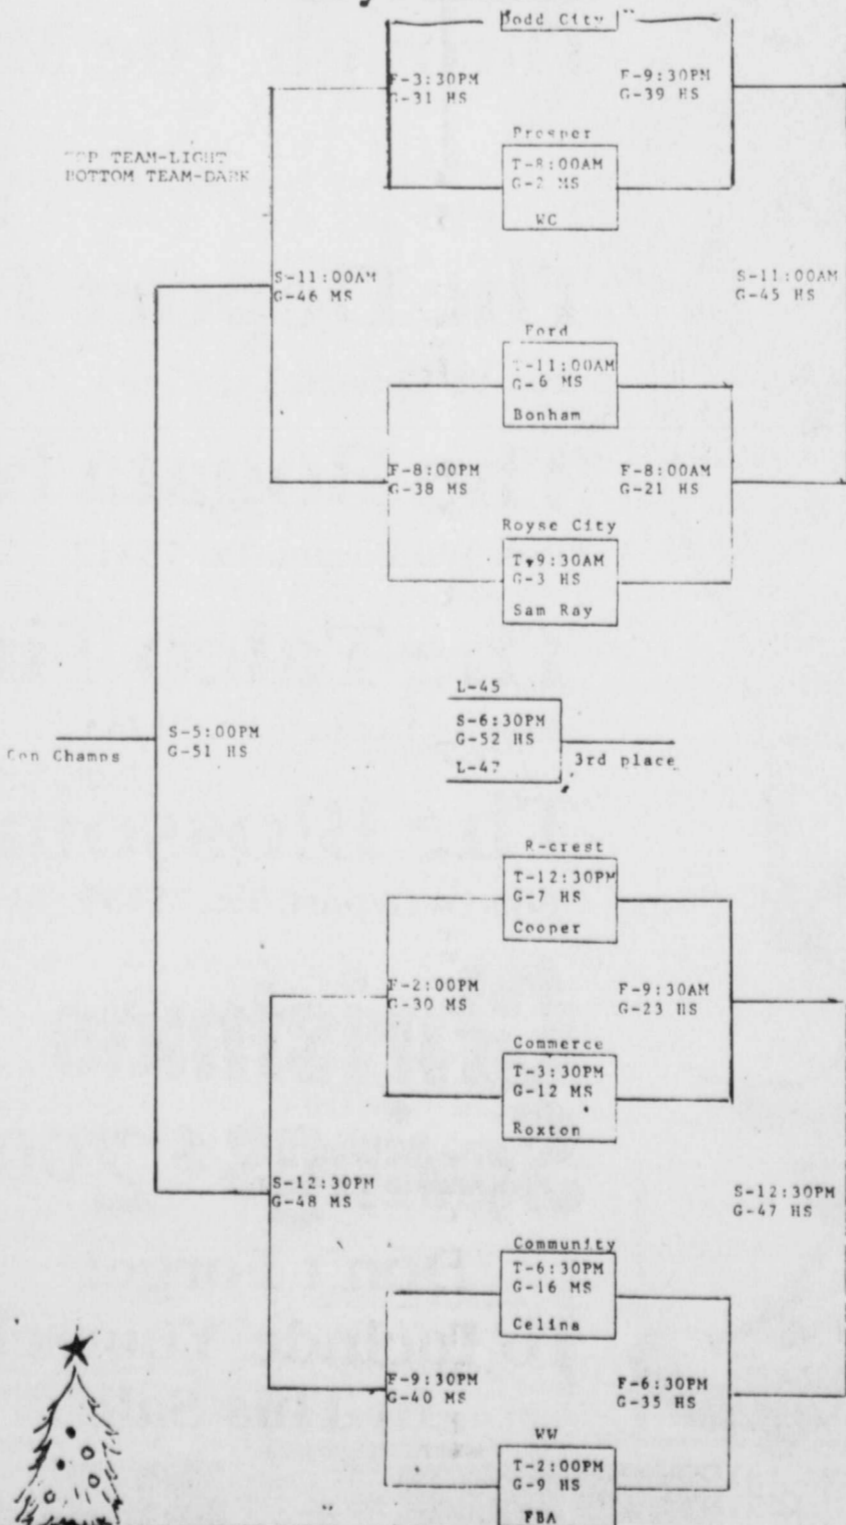 Dodd City
F-3:30PM
G-31 HS
F-9:30PM
G-39 HS
Prosper
T-8:00AM
G-2 MS
WC
TOP TEAM-LIGHT
BOTTOM TEAM-DARK
S-11:00AM
G-46 MS
S-11:00AM
G-45 HS
Ford
T-11:00AM
G-6 MS
Bonham
F-8:00PM
G-38 MS
F-8:00AM
G-21 HS
Royse City
T-9:30AM
G-3 HS
Sam Ray
L-45
S-6:30PM
G-52 HS
L-47
3rd place
S-5:00PM
G-51 HS
Con Champs
R-crest
T-12:30PM
G-7 HS
Cooper
F-2:00PM
G-30 MS
F-9:30AM
G-23 HS
Commerce
T-3:30PM
G-12 MS
Roxton
S-12:30PM
G-48 MS
S-12:30PM
G-47 HS
Community
T-6:30PM
G-16 MS
Celina
F-9:30PM
G-40 MS
F-6:30PM
G-35 HS
WW
T-2:00PM
G-9 HS
FBA